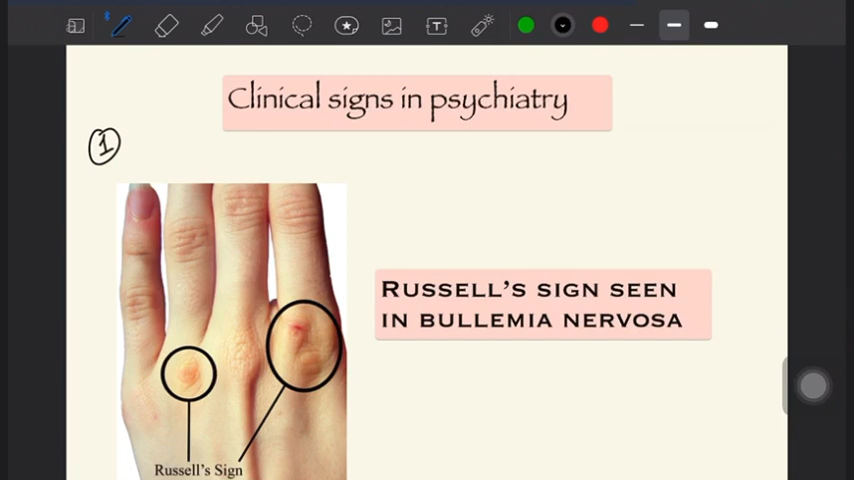 Clinical signs in psychiatry
1
RUSSELL'S SIGN SEEN
IN BULLEMIA NERVOSA
Russell's Sign